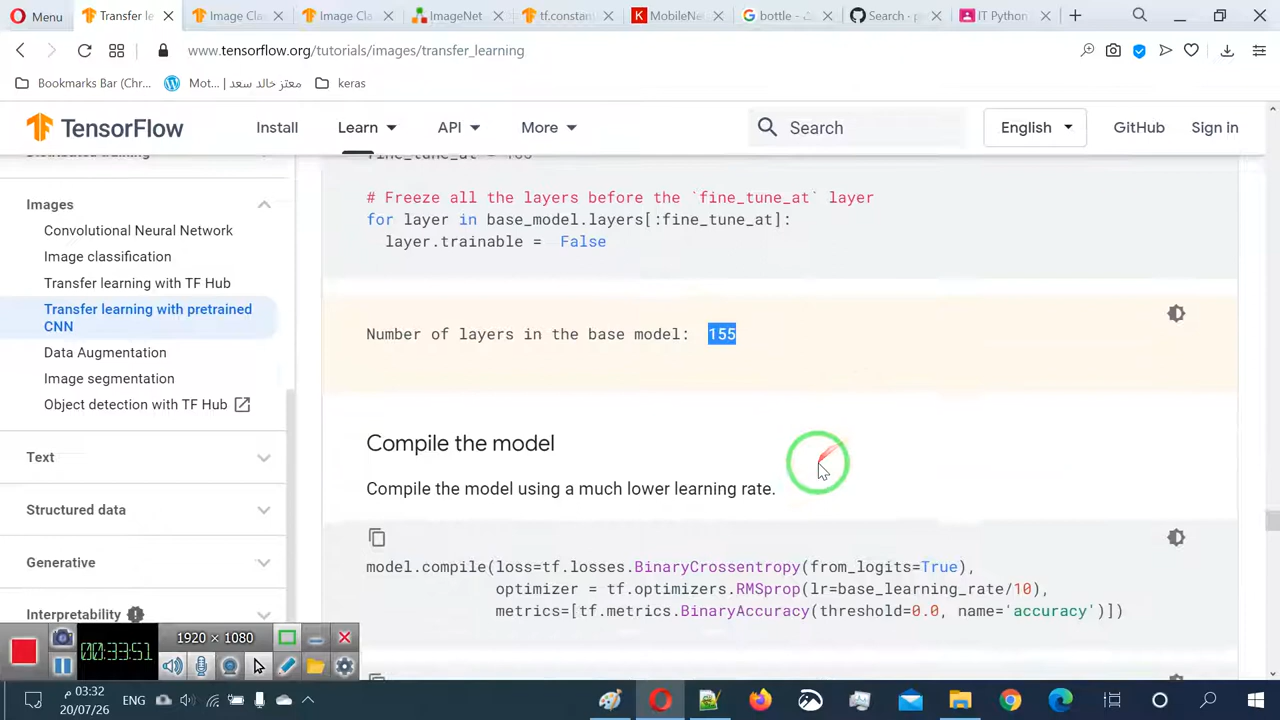 Menu
Transfer le
Image Cla
Image Cla
ImageNet
tf.constan
MobileNe
bottle -
Search · p
IT Python
www.tensorflow.org/tutorials/images/transfer_learning
Bookmarks Bar (Chr...
Mot... | معتز خالد سعد
keras
TensorFlow
Install
Learn
API
More
Search
English
GitHub
Sign in
Distributed training
Images
Convolutional Neural Network
Image classification
Transfer learning with TF Hub
Transfer learning with pretrained
CNN
Data Augmentation
Image segmentation
Object detection with TF Hub
Text
Structured data
Generative
Interpretability
fine_tune_at = 100
# Freeze all the layers before the `fine_tune_at` layer
for layer in base_model.layers[:fine_tune_at]:
layer.trainable =  False
Number of layers in the base model:  155
Compile the model
Compile the model using a much lower learning rate.
model.compile(loss=tf.losses.BinaryCrossentropy(from_logits=True),
optimizer = tf.optimizers.RMSprop(lr=base_learning_rate/10),
metrics=[tf.metrics.BinaryAccuracy(threshold=0.0, name='accuracy')])
00:33:51
1920 × 1080
03:32 م
20/07/26
ENG